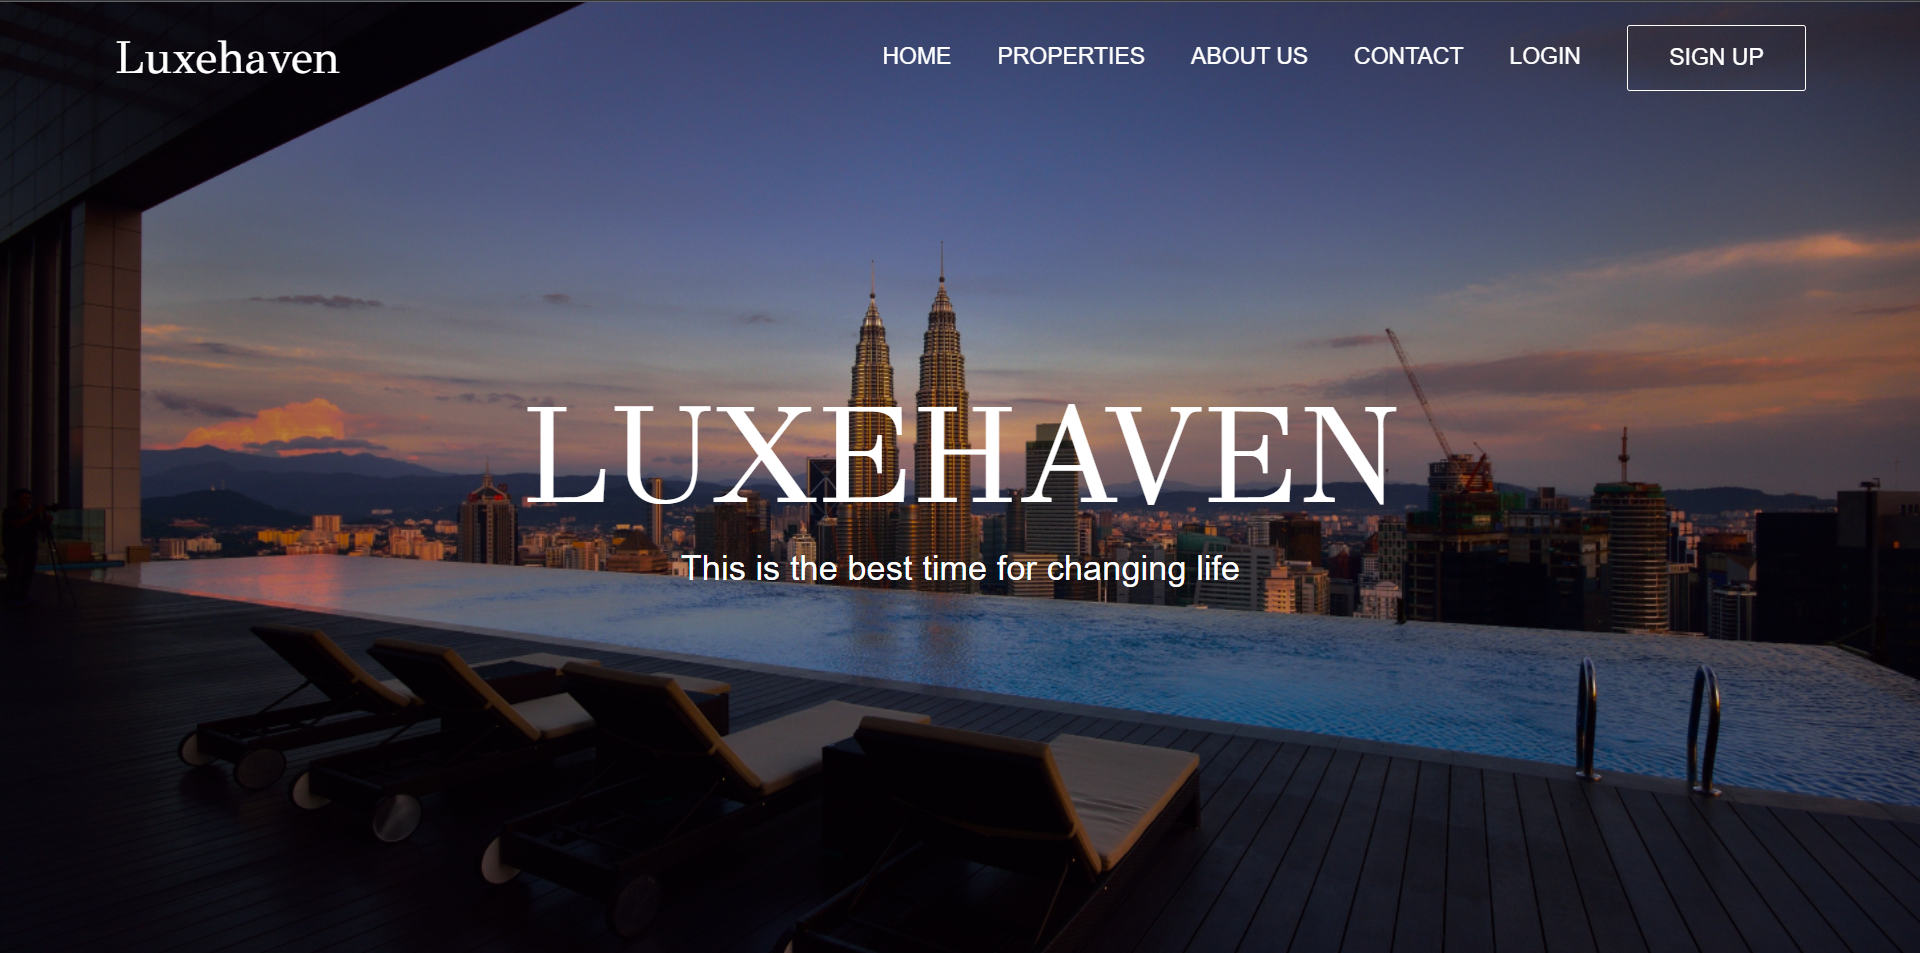 Luxehaven
HOME PROPERTIES ABOUT US CONTACT LOGIN SIGN UP
LUXEHAVEN
This is the best time for changing life